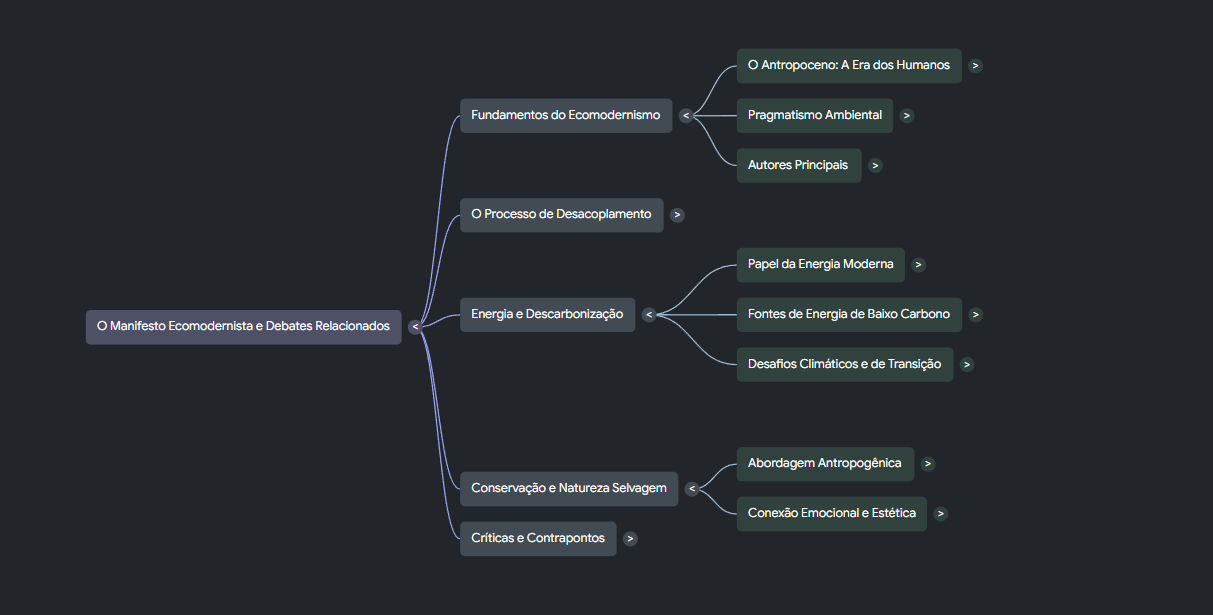 O Manifesto Ecomodernista e Debates Relacionados
<
Fundamentos do Ecomodernismo
<
O Antropoceno: A Era dos Humanos
>
Pragmatismo Ambiental
>
Autores Principais
>
O Processo de Desacoplamento
>
Energia e Descarbonização
<
Papel da Energia Moderna
>
Fontes de Energia de Baixo Carbono
>
Desafios Climáticos e de Transição
>
Conservação e Natureza Selvagem
<
Abordagem Antropogênica
>
Conexão Emocional e Estética
>
Críticas e Contrapontos
>